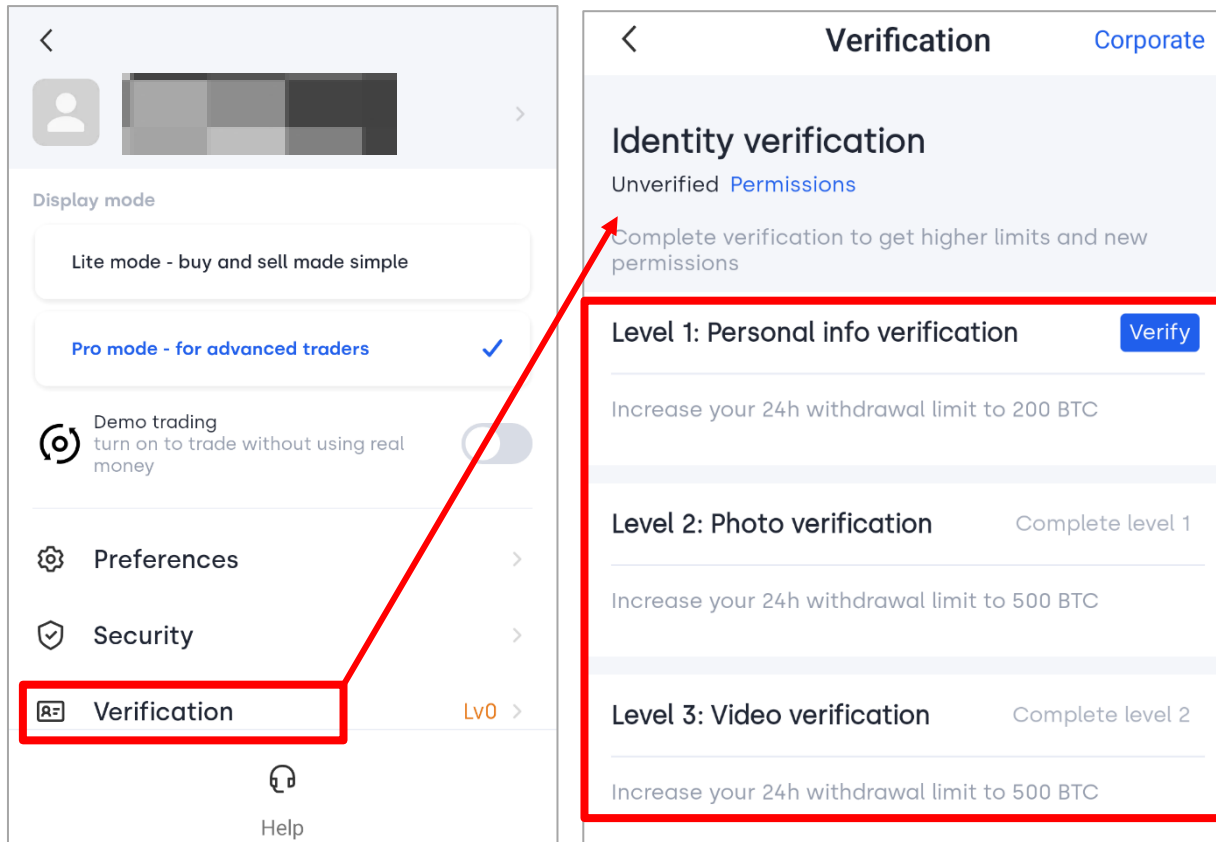 Display mode
Lite mode - buy and sell made simple
Pro mode - for advanced traders
Demo trading
turn on to trade without using real
money
Preferences
Security
Verification Lv0
Help
Verification Corporate
Identity verification
Unverified Permissions
Complete verification to get higher limits and new
permissions
Level 1: Personal info verification Verify
Increase your 24h withdrawal limit to 200 BTC
Level 2: Photo verification Complete level 1
Increase your 24h withdrawal limit to 500 BTC
Level 3: Video verification Complete level 2
Increase your 24h withdrawal limit to 500 BTC